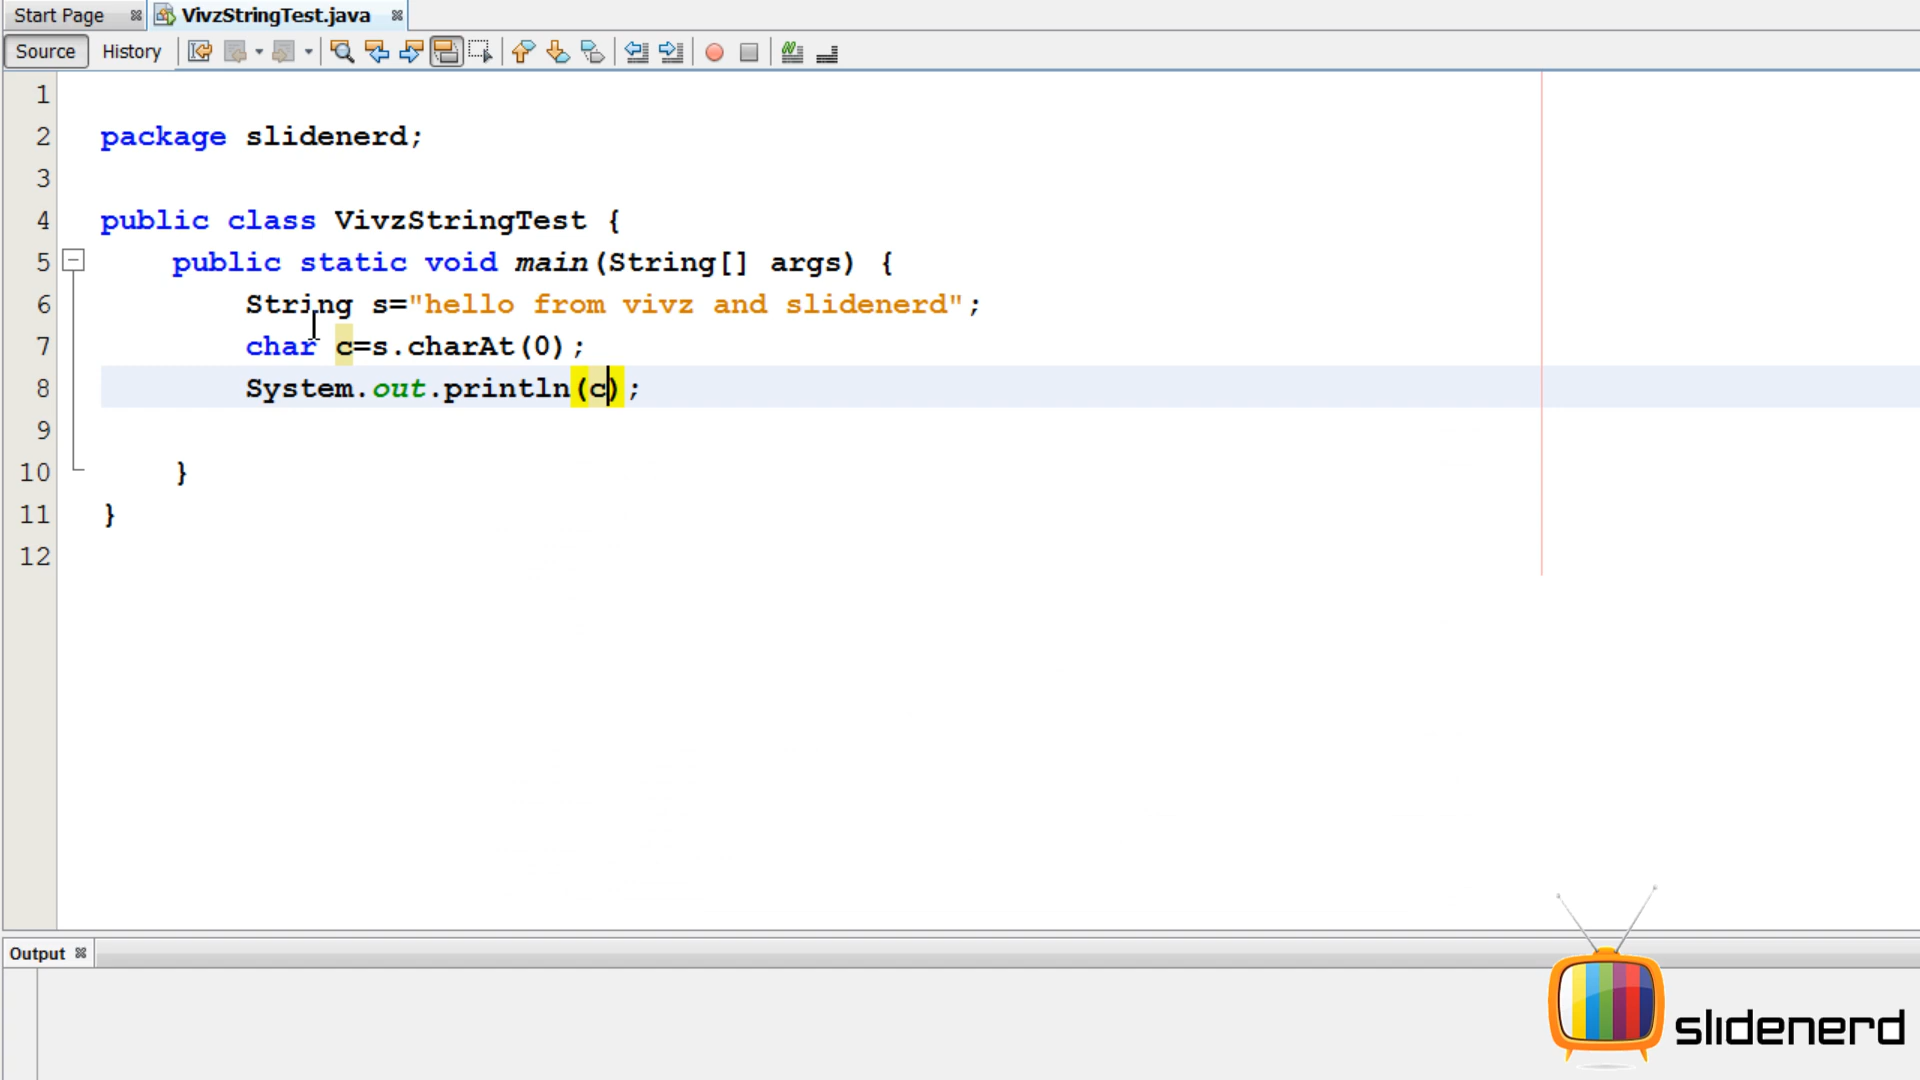 Start Page
VivzStringTest.java
Source History
1
2 package slidenerd;
3
4 public class VivzStringTest {
5 public static void main(String[] args) {
6 String s="hello from vivz and slidenerd";
7 char c=s.charAt(0);
8 System.out.println(c);
9
10 }
11 }
12
Output
slidenerd